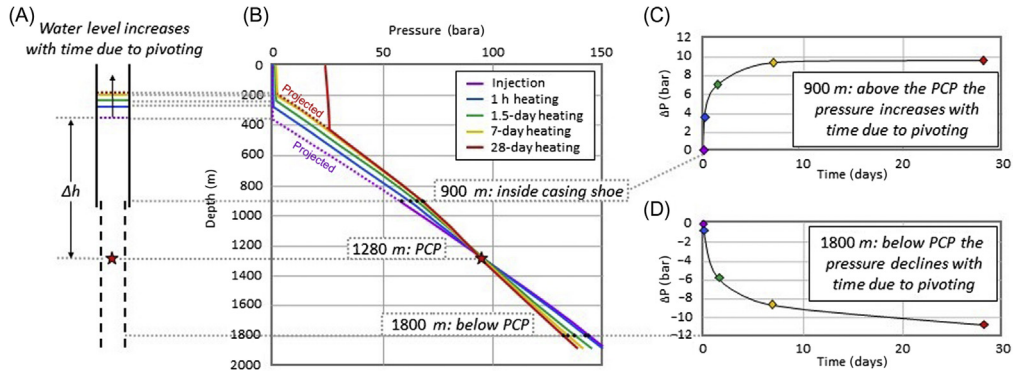 (A)
Water level increases
with time due to pivoting
Δh
(B)
Pressure (bara)
0
50
100
150
Depth (m)
0
200
400
600
800
1000
1200
1400
1600
1800
2000
Projected
Projected
Injection
1 h heating
1.5-day heating
7-day heating
28-day heating
900 m: inside casing shoe
1280 m: PCP
1800 m: below PCP
(C)
ΔP (bar)
12
10
8
6
4
2
0
900 m: above the PCP the
pressure increases with
time due to pivoting
0
10
20
30
Time (days)
(D)
ΔP (bar)
0
−2
−4
−6
−8
−10
−12
1800 m: below PCP the
pressure declines with
time due to pivoting
0
10
20
30
Time (days)